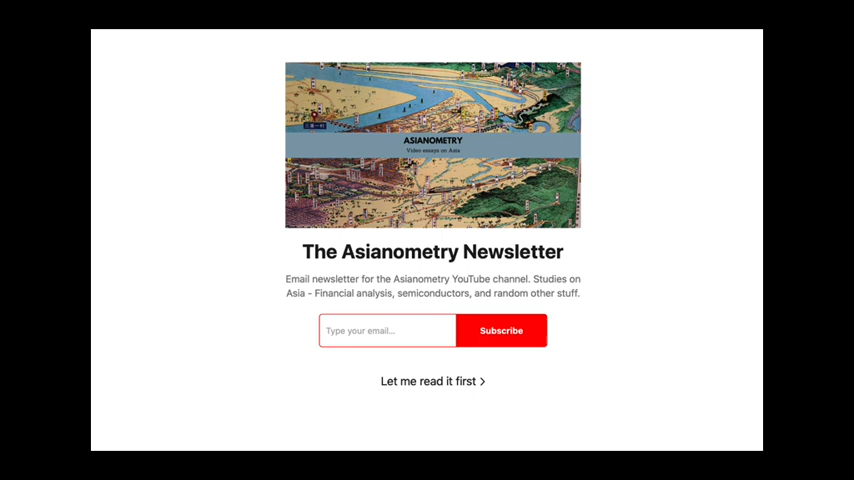 ASIANOMETRY
Video essays on Asia
The Asianometry Newsletter
Email newsletter for the Asianometry YouTube channel. Studies on
Asia - Financial analysis, semiconductors, and random other stuff.
Type your email...
Subscribe
Let me read it first >